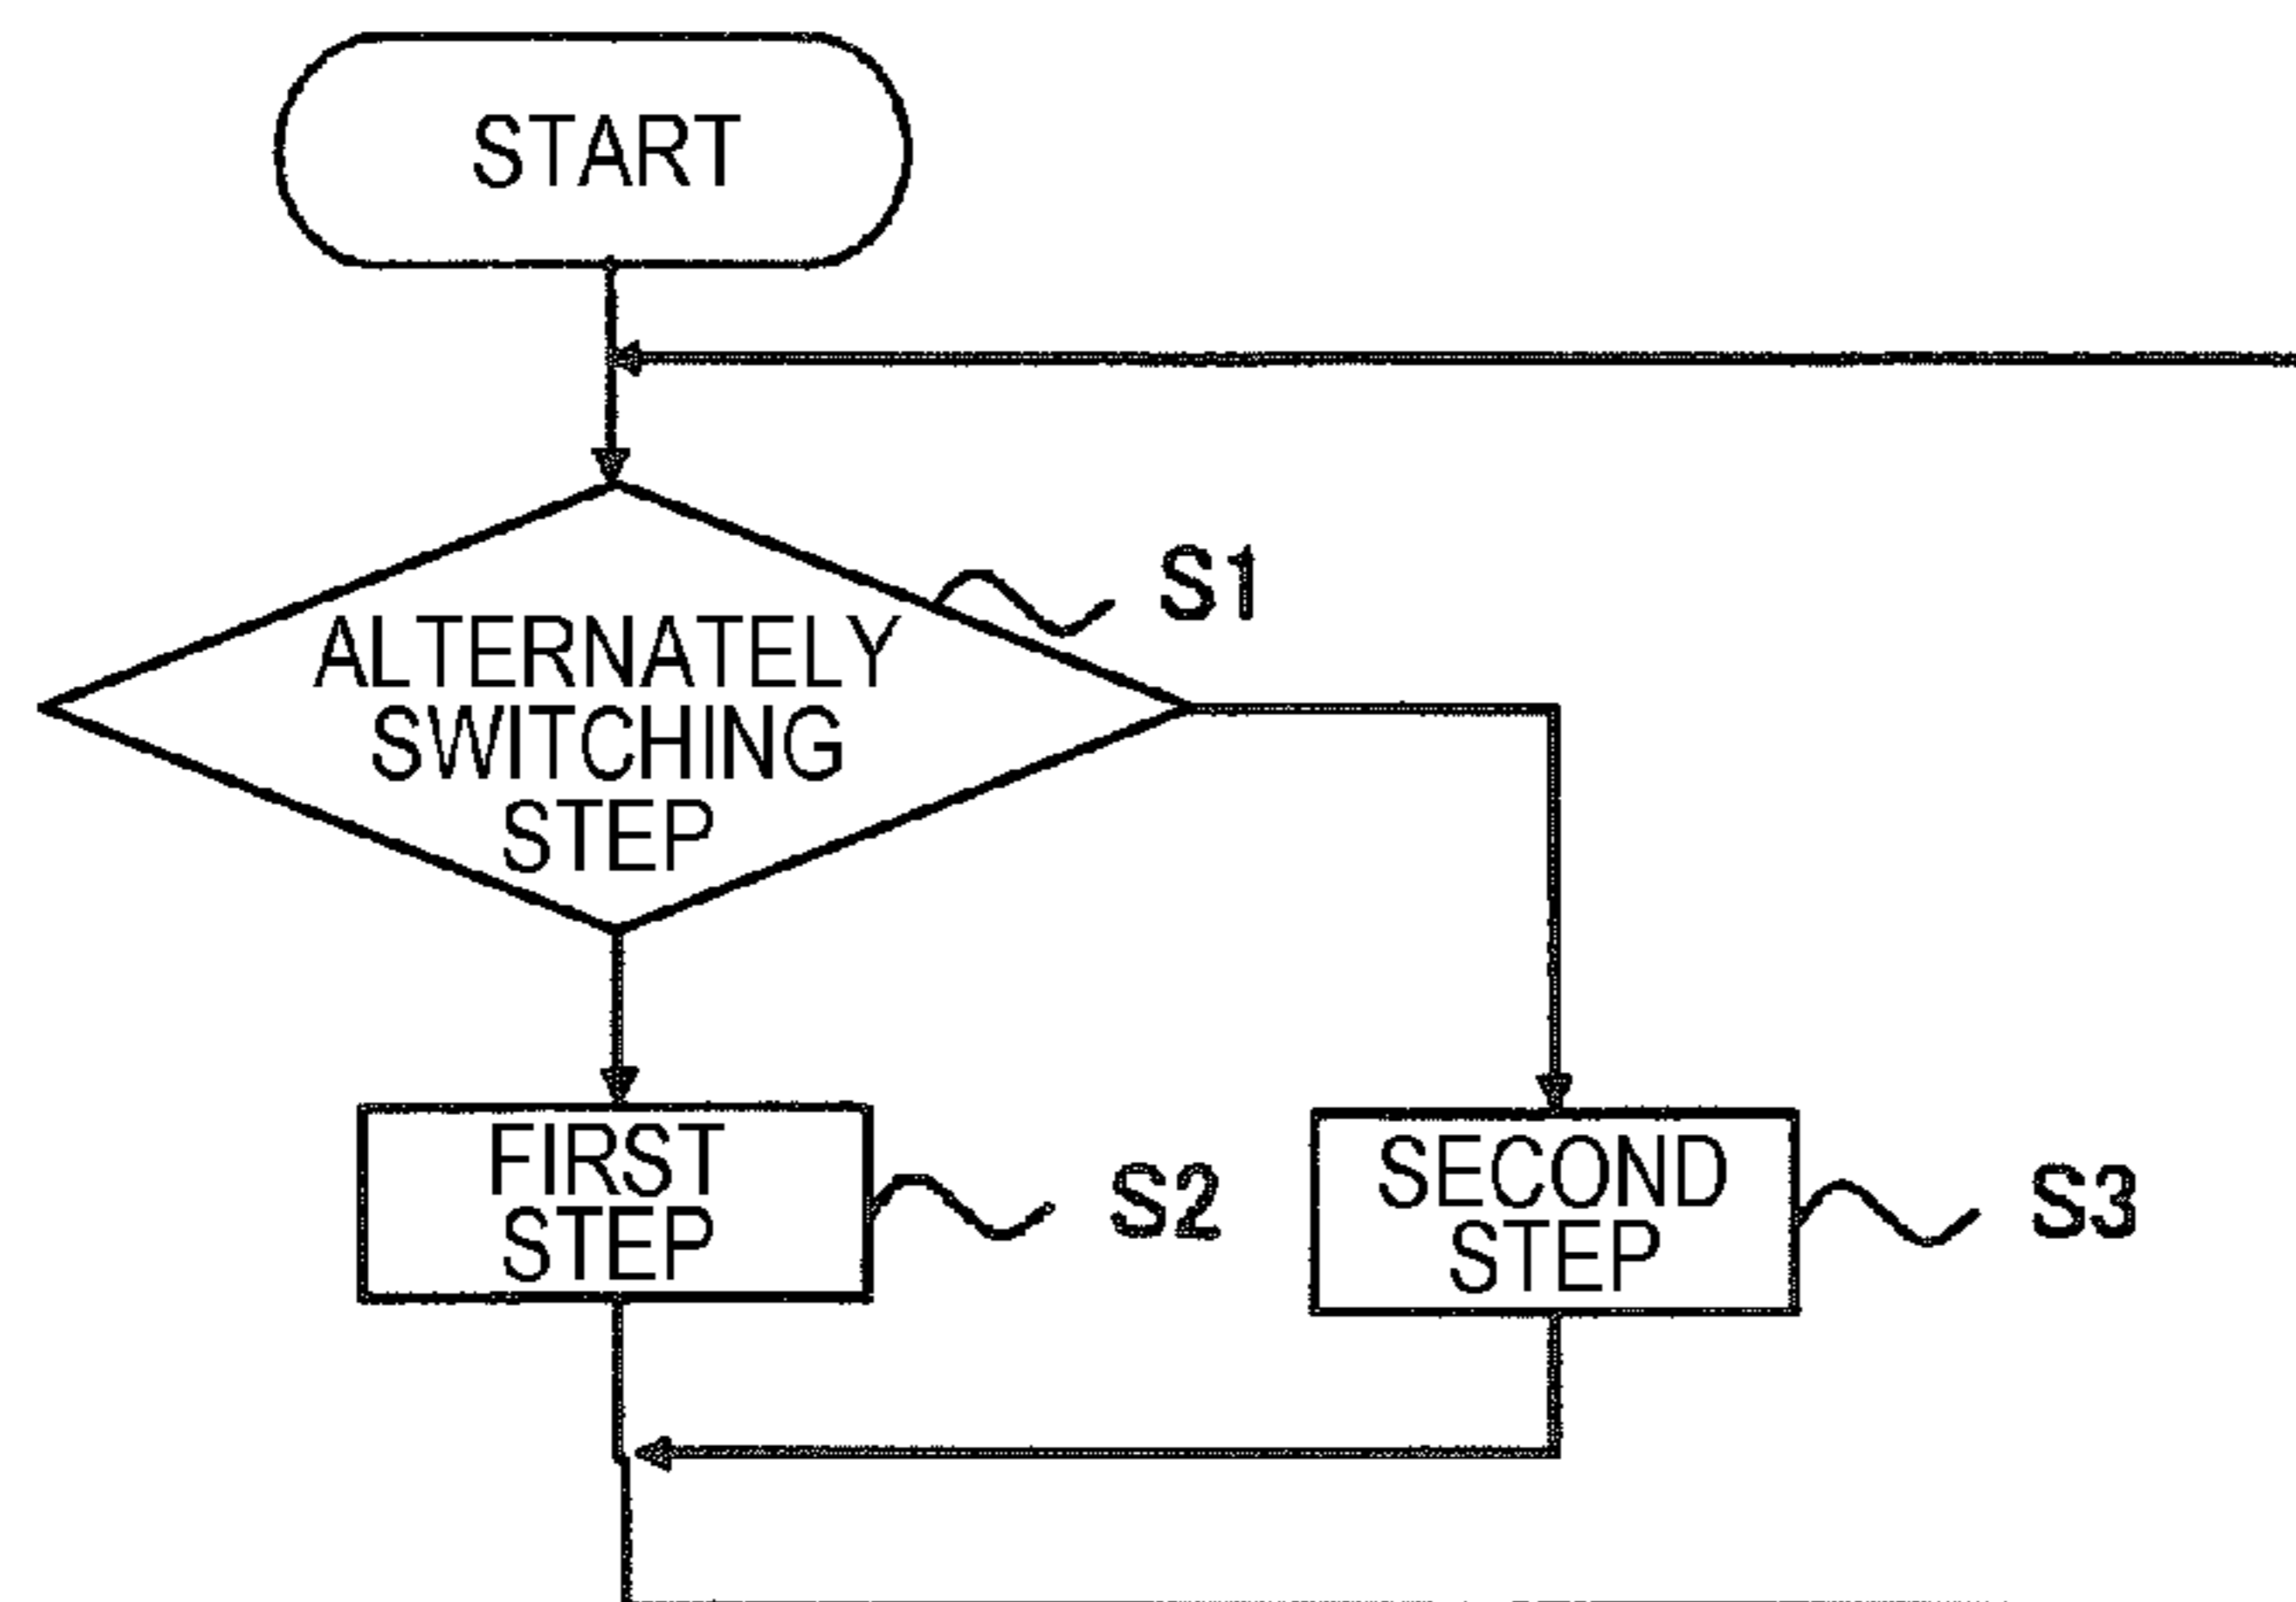 START
S1
ALTERNATELY
SWITCHING
STEP
FIRST
STEP
S2
SECOND
STEP
S3